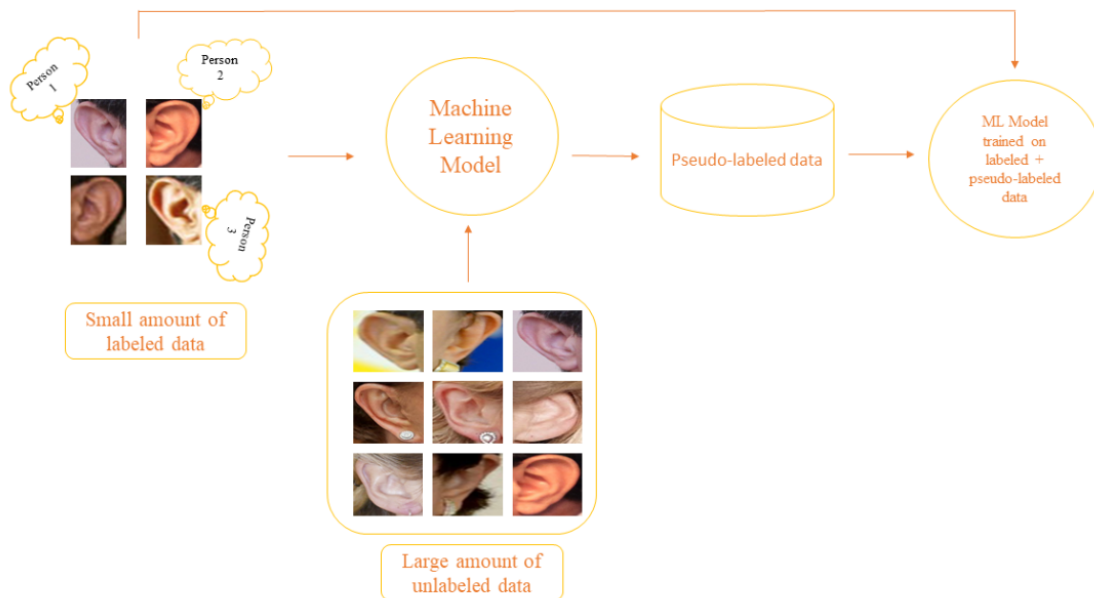 Person
1
Person
2
Person
3
Machine
Learning
Model
Pseudo-labeled data
ML Model
trained on
labeled +
pseudo-labeled
data
Small amount of
labeled data
Large amount of
unlabeled data